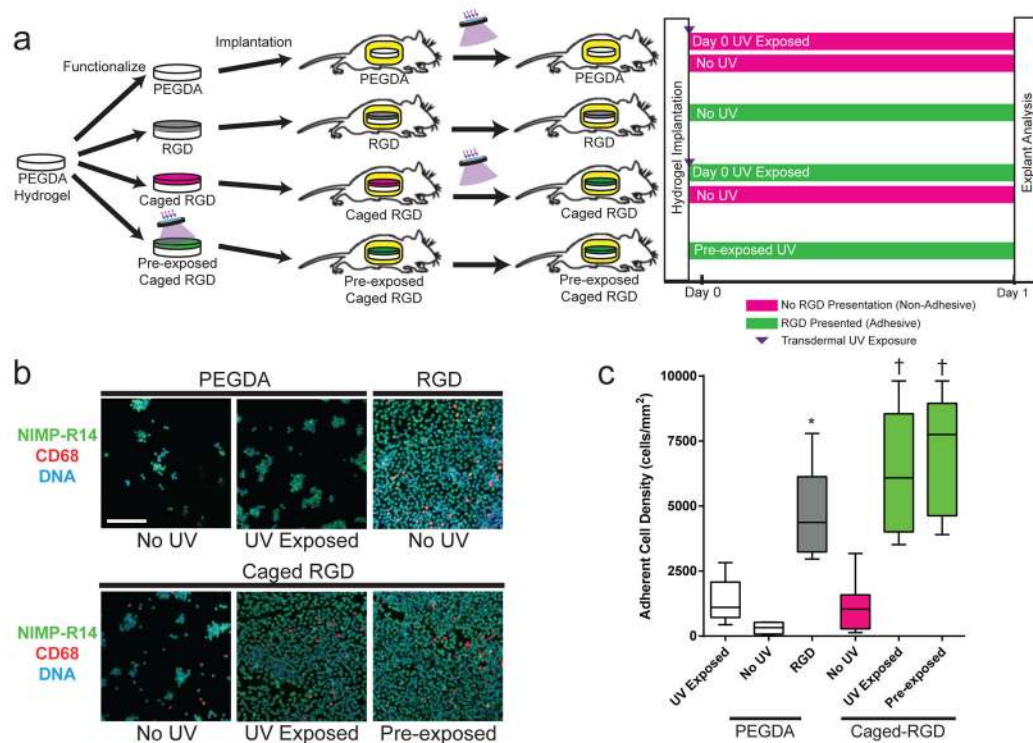 a
Functionalize
Implantation
PEGDA
Hydrogel
PEGDA
RGD
Caged RGD
Pre-exposed
Caged RGD
PEGDA
RGD
Caged RGD
Pre-exposed
Caged RGD
PEGDA
RGD
Caged RGD
Pre-exposed
Caged RGD
Hydrogel Implantation
Day 0 UV Exposed
No UV
No UV
Day 0 UV Exposed
No UV
Pre-exposed UV
Explant Analysis
Day 0
Day 1
No RGD Presentation (Non-Adhesive)
RGD Presented (Adhesive)
Transdermal UV Exposure
b
PEGDA
RGD
NIMP-R14
CD68
DNA
No UV
UV Exposed
No UV
Caged RGD
NIMP-R14
CD68
DNA
No UV
UV Exposed
Pre-exposed
c
Adherent Cell Density (cells/mm²)
10000
7500
5000
2500
0
*
†
†
UV Exposed
No UV
RGD
No UV
UV Exposed
Pre-exposed
PEGDA
Caged-RGD